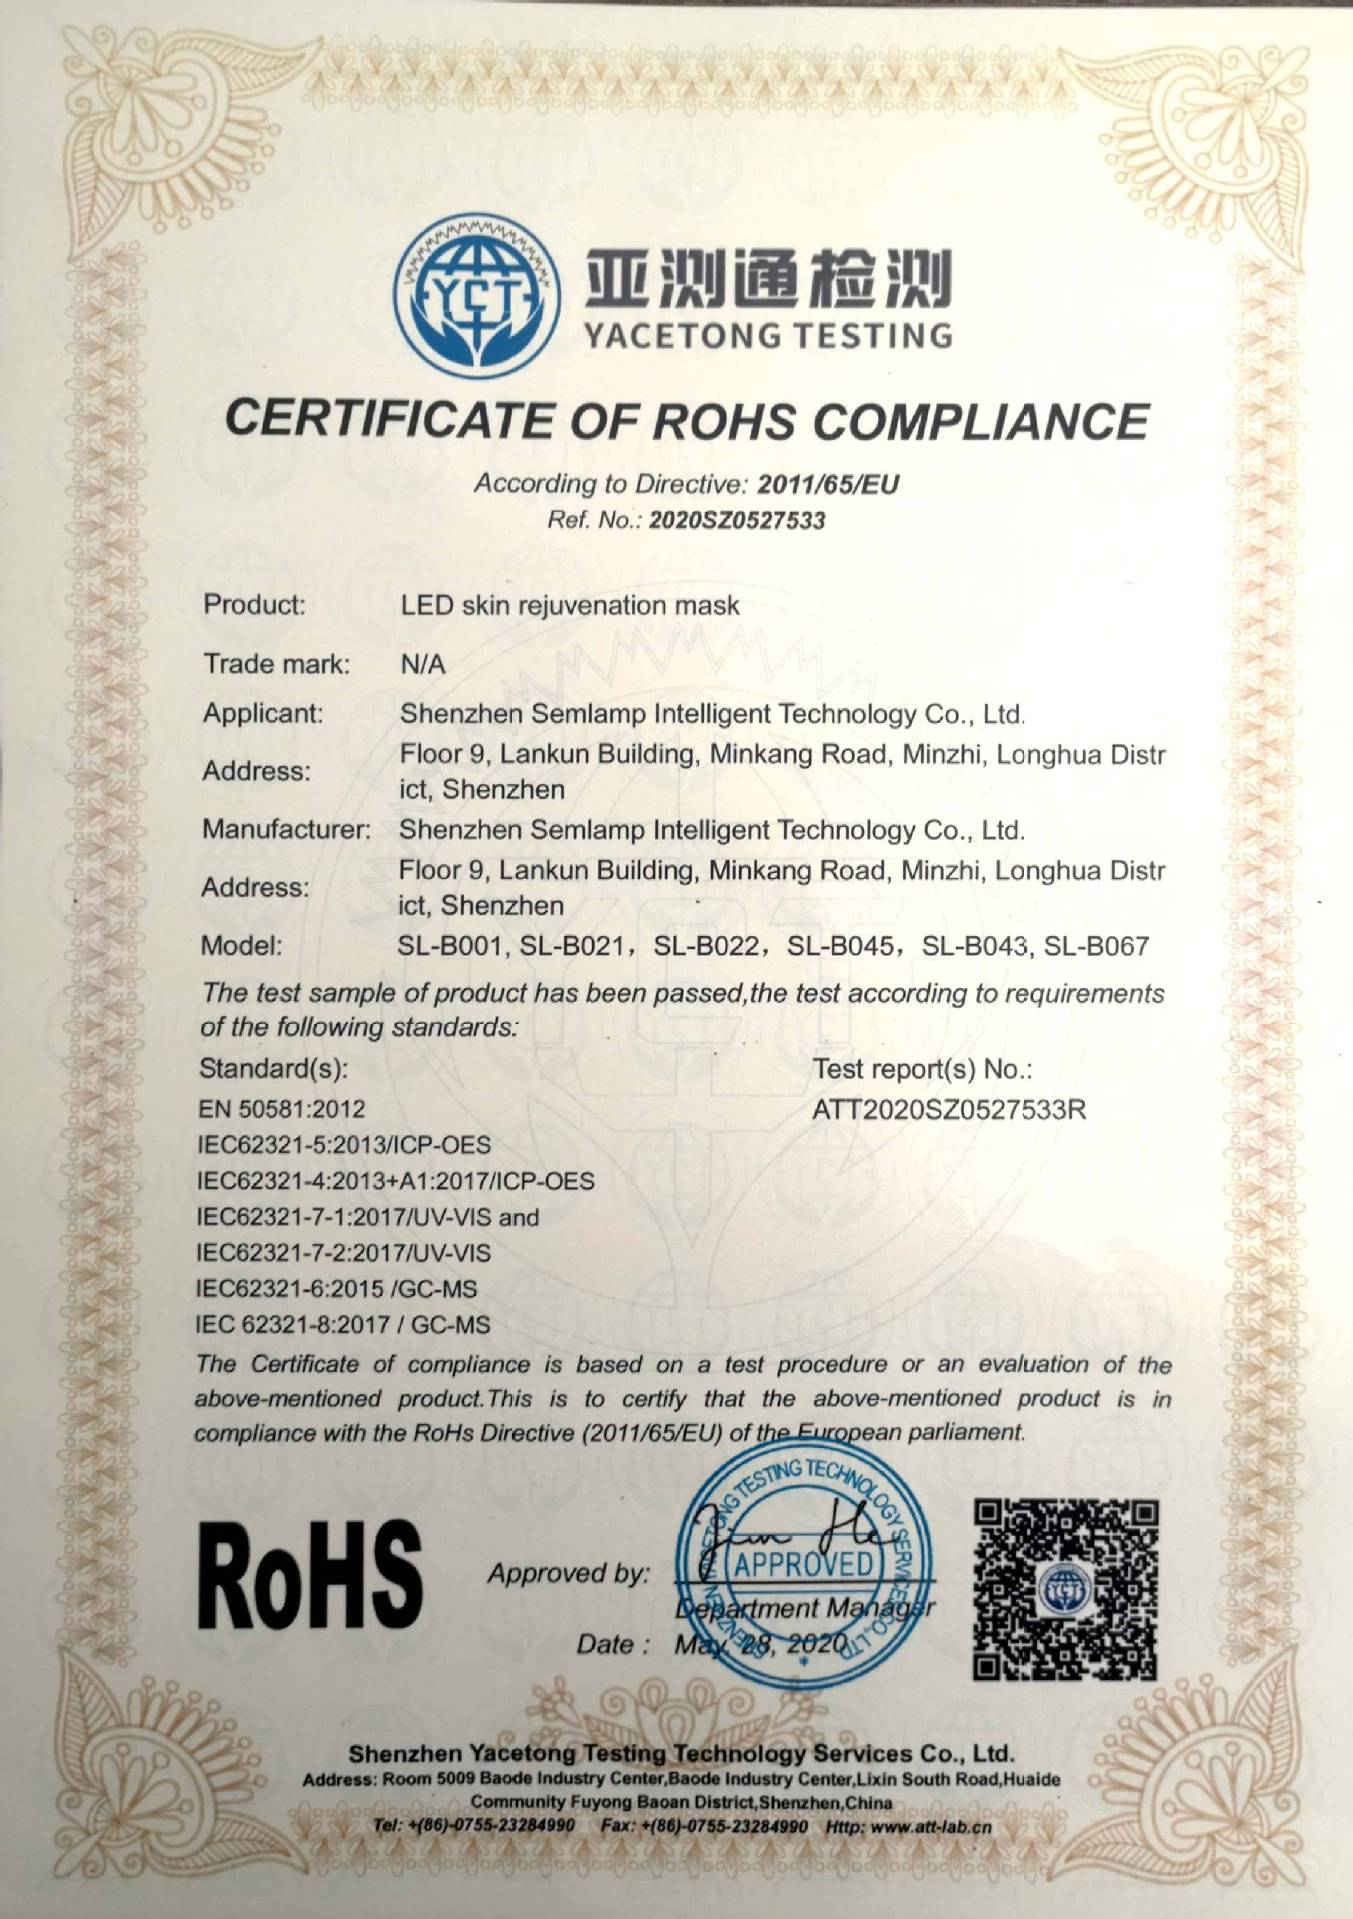 YCT
亚测通检测
YACETONG TESTING
CERTIFICATE OF ROHS COMPLIANCE
According to Directive: 2011/65/EU
Ref. No.: 2020SZ0527533
Product: LED skin rejuvenation mask
Trade mark: N/A
Applicant: Shenzhen Semlamp Intelligent Technology Co., Ltd.
Address: Floor 9, Lankun Building, Minkang Road, Minzhi, Longhua Distr
ict, Shenzhen
Manufacturer: Shenzhen Semlamp Intelligent Technology Co., Ltd.
Address: Floor 9, Lankun Building, Minkang Road, Minzhi, Longhua Distr
ict, Shenzhen
Model: SL-B001, SL-B021，SL-B022，SL-B045，SL-B043, SL-B067
The test sample of product has been passed,the test according to requirements
of the following standards:
Standard(s): Test report(s) No.:
EN 50581:2012 ATT2020SZ0527533R
IEC62321-5:2013/ICP-OES
IEC62321-4:2013+A1:2017/ICP-OES
IEC62321-7-1:2017/UV-VIS and
IEC62321-7-2:2017/UV-VIS
IEC62321-6:2015 /GC-MS
IEC 62321-8:2017 / GC-MS
The Certificate of compliance is based on a test procedure or an evaluation of the
above-mentioned product.This is to certify that the above-mentioned product is in
compliance with the RoHs Directive (2011/65/EU) of the European parliament.
RoHS
Approved by: Jim He
SHENZHEN YACETONG TESTING TECHNOLOGY SERVICES CO., LTD
APPROVED
Department Manager
Date : May. 28, 2020
YCT
Shenzhen Yacetong Testing Technology Services Co., Ltd.
Address: Room 5009 Baode Industry Center,Baode Industry Center,Lixin South Road,Huaide
Community Fuyong Baoan District,Shenzhen,China
Tel: +(86)-0755-23284990 Fax: +(86)-0755-23284990 Http: www.att-lab.cn